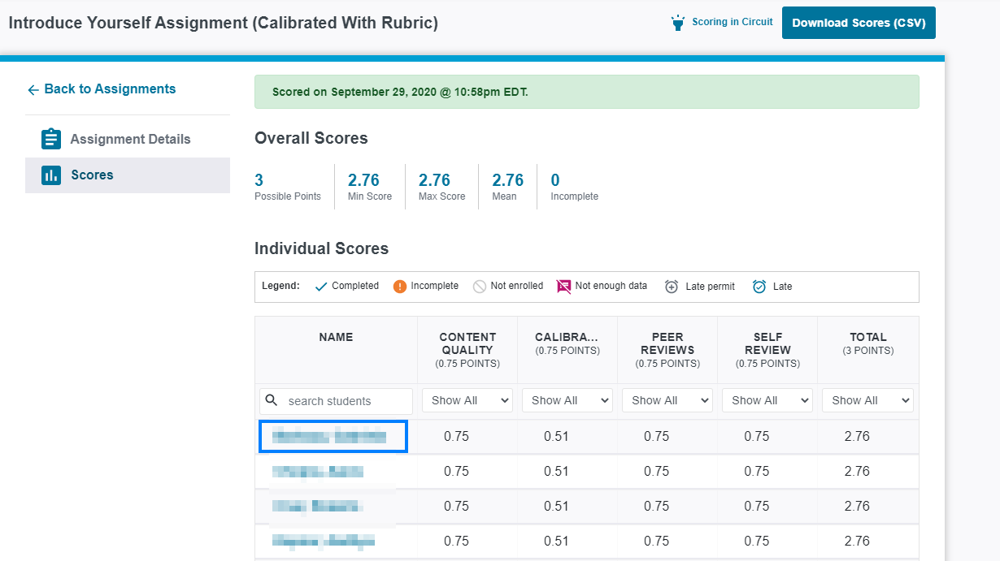 Introduce Yourself Assignment (Calibrated With Rubric)
Scoring in Circuit
Download Scores (CSV)
Back to Assignments
Assignment Details
Scores
Scored on September 29, 2020 @ 10:58pm EDT.
Overall Scores
3
Possible Points
2.76
Min Score
2.76
Max Score
2.76
Mean
0
Incomplete
Individual Scores
Legend: Completed Incomplete Not enrolled Not enough data Late permit Late
NAME
CONTENT
QUALITY
(0.75 POINTS)
CALIBRA...
(0.75 POINTS)
PEER
REVIEWS
(0.75 POINTS)
SELF
REVIEW
(0.75 POINTS)
TOTAL
(3 POINTS)
search students Show All Show All Show All Show All Show All
0.75 0.51 0.75 0.75 2.76
0.75 0.51 0.75 0.75 2.76
0.75 0.51 0.75 0.75 2.76
0.75 0.51 0.75 0.75 2.76